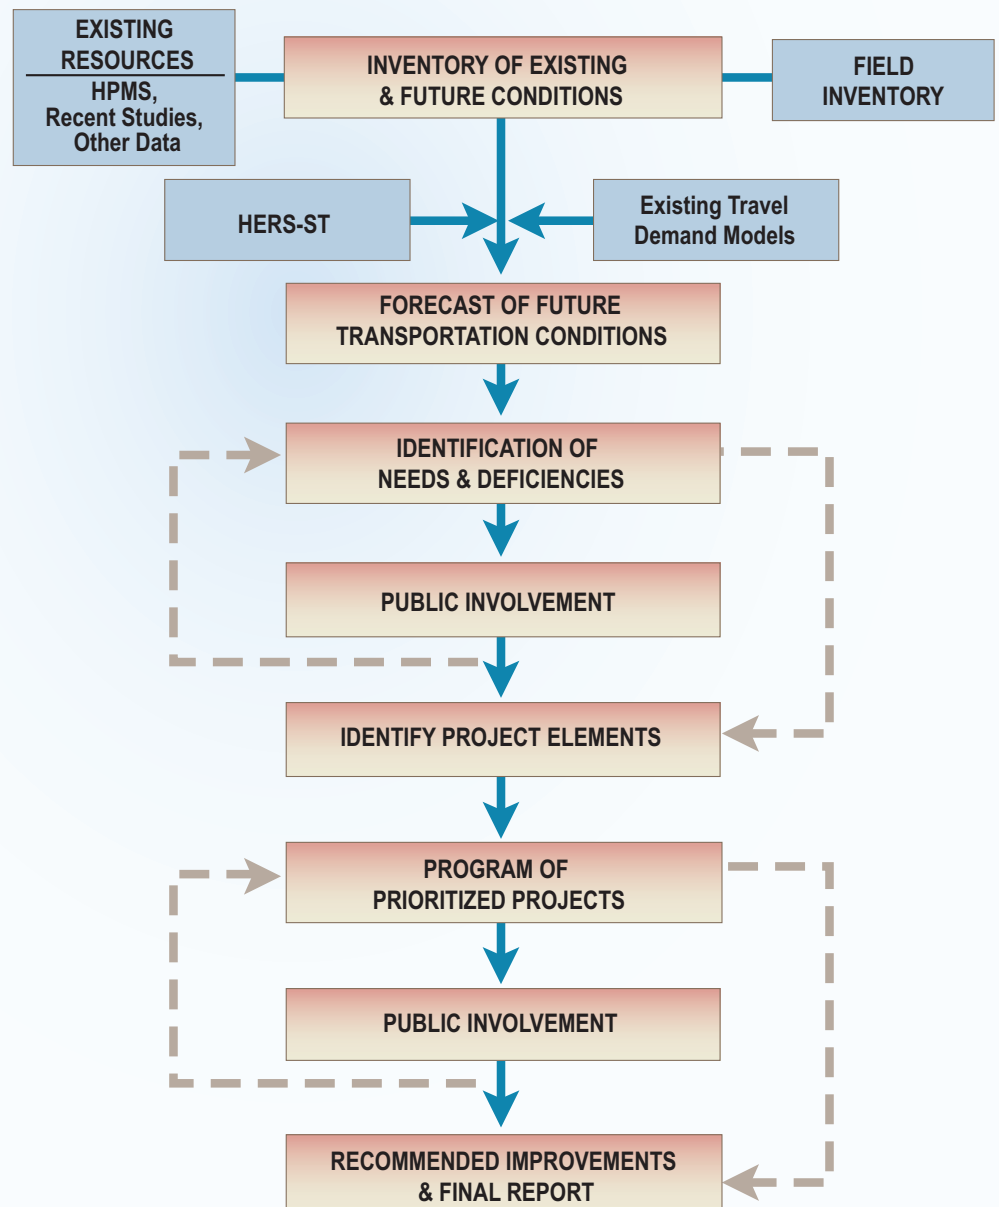 EXISTING
RESOURCES
HPMS,
Recent Studies,
Other Data
INVENTORY OF EXISTING
& FUTURE CONDITIONS
FIELD
INVENTORY
HERS-ST
Existing Travel
Demand Models
FORECAST OF FUTURE
TRANSPORTATION CONDITIONS
IDENTIFICATION OF
NEEDS & DEFICIENCIES
PUBLIC INVOLVEMENT
IDENTIFY PROJECT ELEMENTS
PROGRAM OF
PRIORITIZED PROJECTS
PUBLIC INVOLVEMENT
RECOMMENDED IMPROVEMENTS
& FINAL REPORT